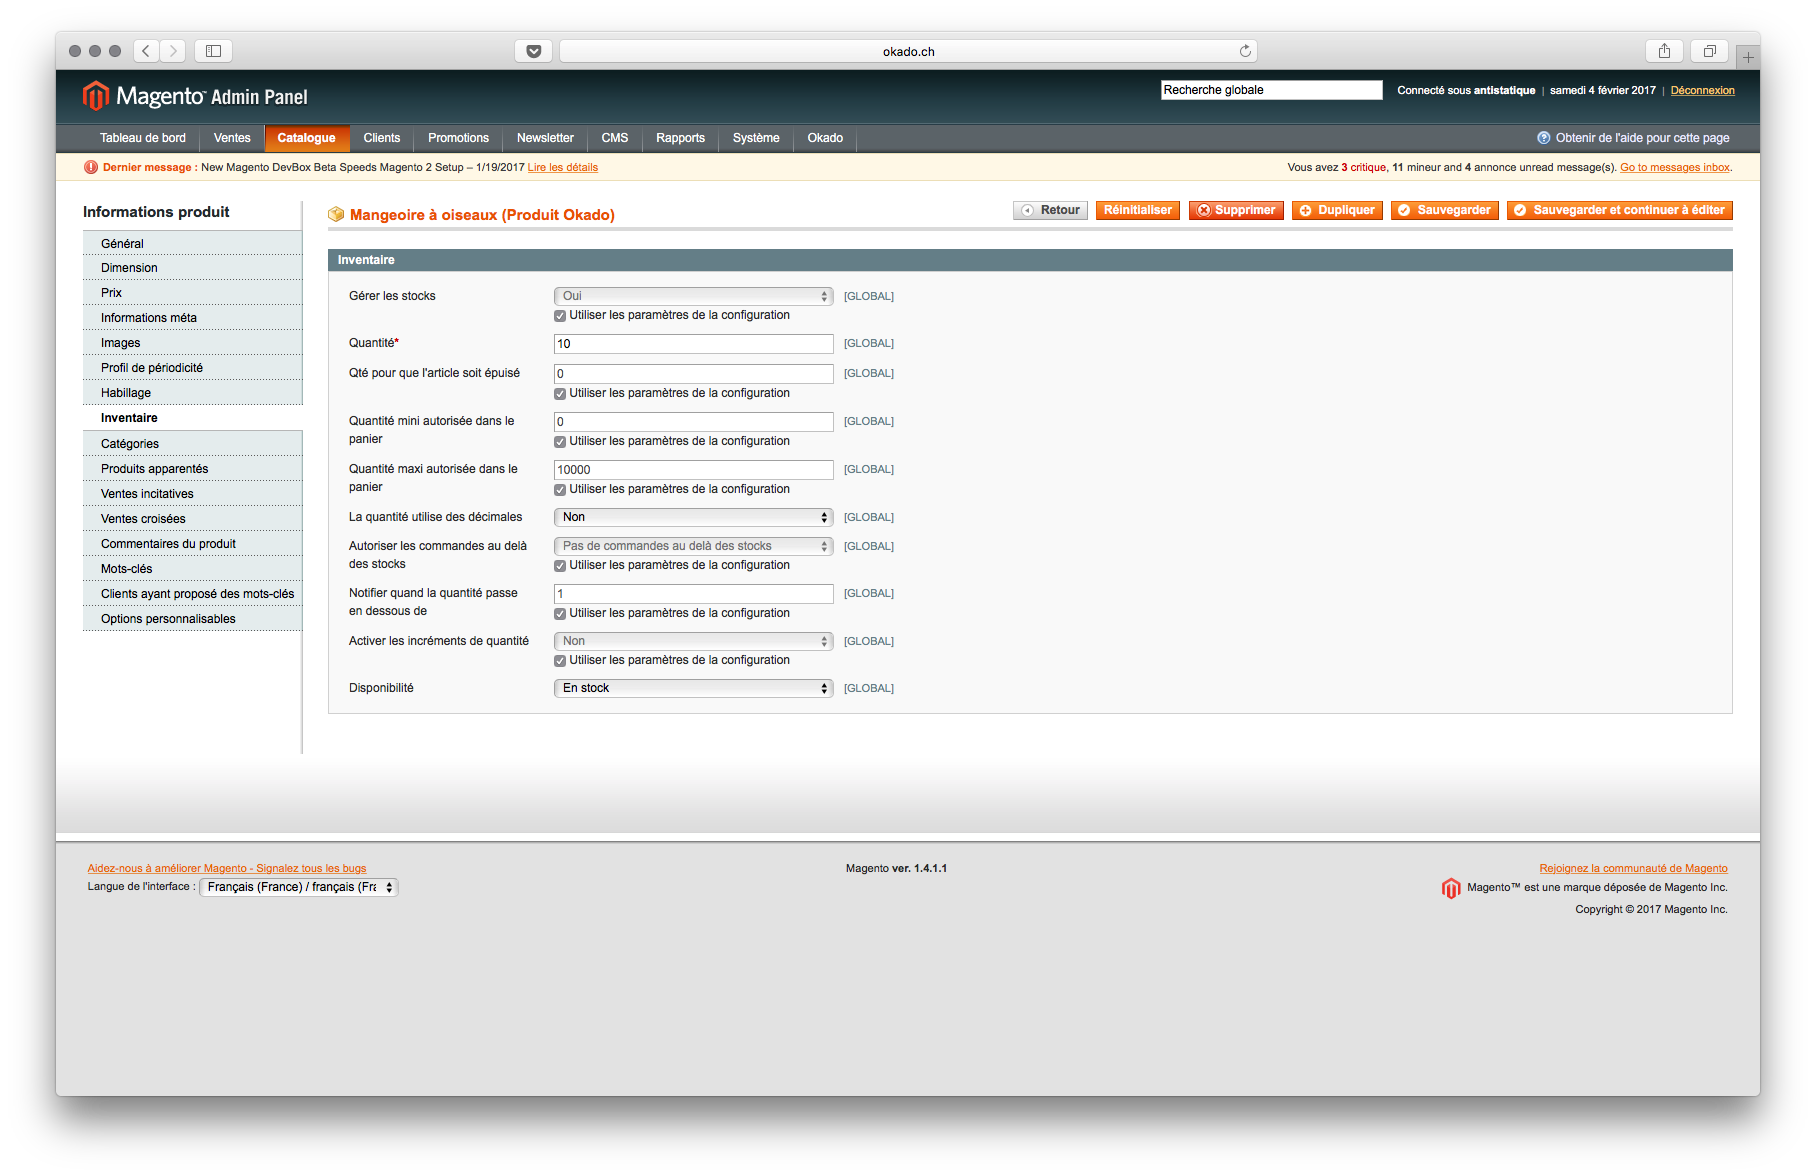 okado.ch
Magento™ Admin Panel
Recherche globale
Connecté sous antistatique | samedi 4 février 2017 | Déconnexion
Tableau de bord
Ventes
Catalogue
Clients
Promotions
Newsletter
CMS
Rapports
Système
Okado
Obtenir de l'aide pour cette page
Dernier message : New Magento DevBox Beta Speeds Magento 2 Setup – 1/19/2017 Lire les détails
Vous avez 3 critique, 11 mineur and 4 annonce unread message(s). Go to messages inbox.
Informations produit
Général
Dimension
Prix
Informations méta
Images
Profil de périodicité
Habillage
Inventaire
Catégories
Produits apparentés
Ventes incitatives
Ventes croisées
Commentaires du produit
Mots-clés
Clients ayant proposé des mots-clés
Options personnalisables
Mangeoire à oiseaux (Produit Okado)
Retour
Réinitialiser
Supprimer
Dupliquer
Sauvegarder
Sauvegarder et continuer à éditer
Inventaire
Gérer les stocks
Oui
[GLOBAL]
Utiliser les paramètres de la configuration
Quantité*
10
[GLOBAL]
Qté pour que l'article soit épuisé
0
[GLOBAL]
Utiliser les paramètres de la configuration
Quantité mini autorisée dans le
panier
0
[GLOBAL]
Utiliser les paramètres de la configuration
Quantité maxi autorisée dans le
panier
10000
[GLOBAL]
Utiliser les paramètres de la configuration
La quantité utilise des décimales
Non
[GLOBAL]
Autoriser les commandes au delà
des stocks
Pas de commandes au delà des stocks
[GLOBAL]
Utiliser les paramètres de la configuration
Notifier quand la quantité passe
en dessous de
1
[GLOBAL]
Utiliser les paramètres de la configuration
Activer les incréments de quantité
Non
[GLOBAL]
Utiliser les paramètres de la configuration
Disponibilité
En stock
[GLOBAL]
Aidez-nous à améliorer Magento - Signalez tous les bugs
Langue de l'interface : Français (France) / français (Fra
Magento ver. 1.4.1.1
Rejoignez la communauté de Magento
Magento™ est une marque déposée de Magento Inc.
Copyright © 2017 Magento Inc.